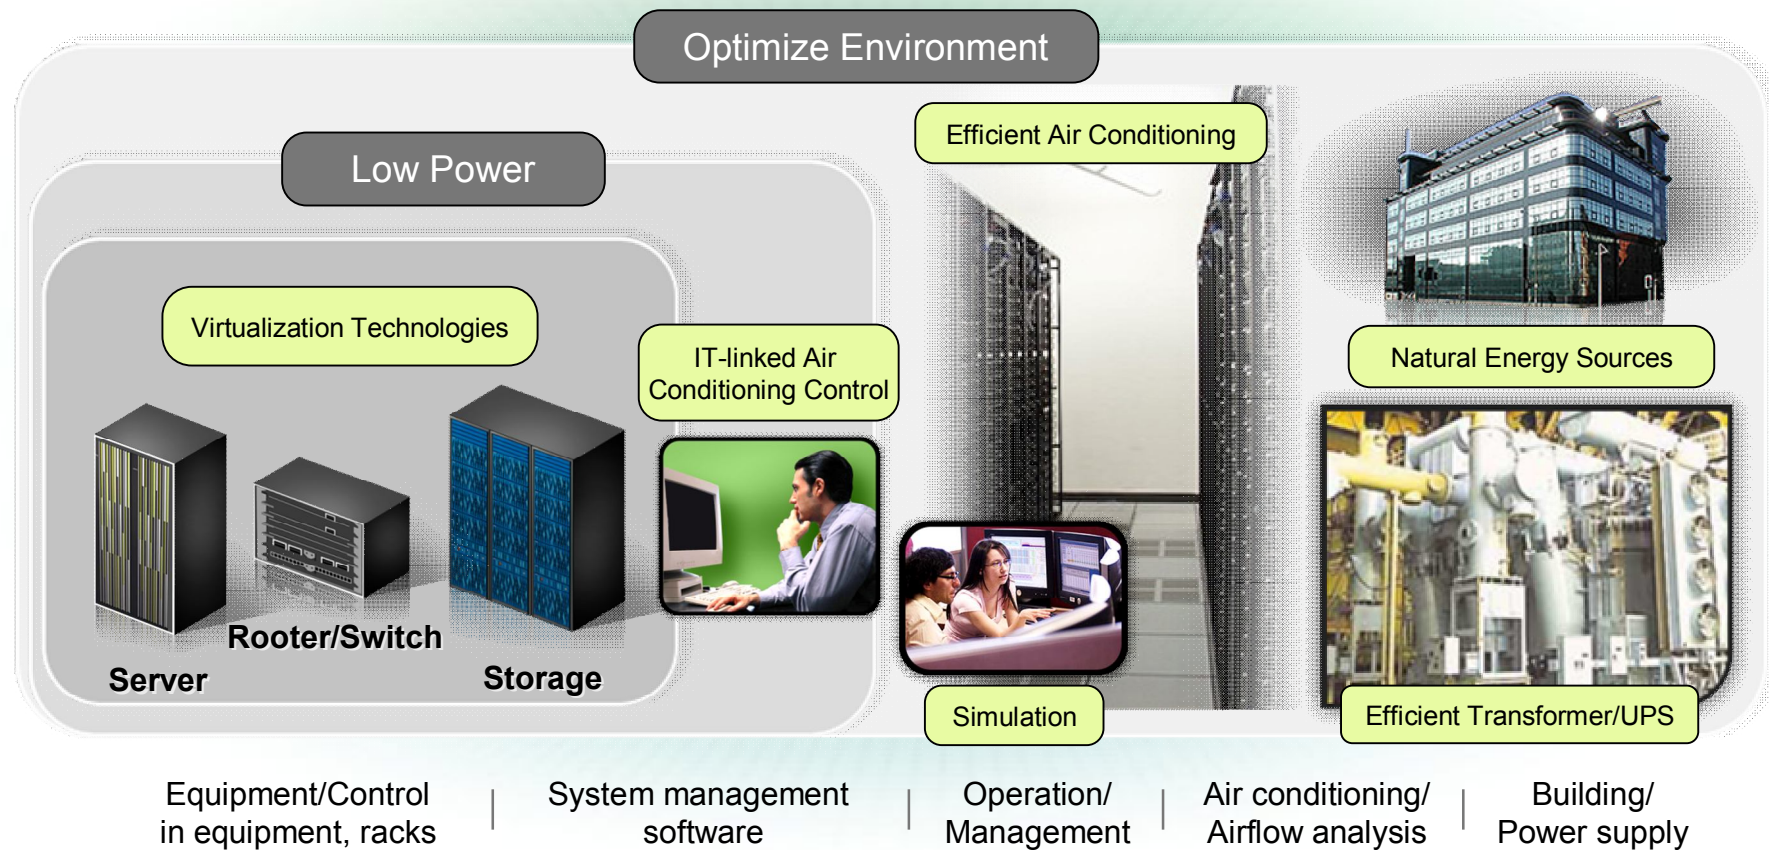 Optimize Environment
Efficient Air Conditioning
Low Power
Virtualization Technologies
IT-linked Air
Conditioning Control
Natural Energy Sources
Rooter/Switch
Server
Storage
Simulation
Efficient Transformer/UPS
Equipment/Control
in equipment, racks
System management
software
Operation/
Management
Air conditioning/
Airflow analysis
Building/
Power supply